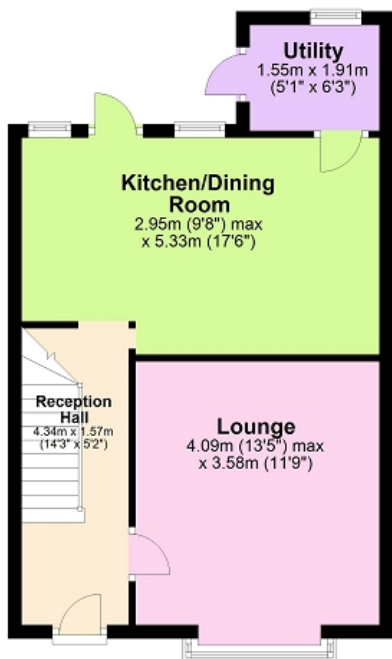 Utility
1.55m x 1.91m
(5'1" x 6'3")
Kitchen/Dining
Room
2.95m (9'8") max
x 5.33m (17'6")
Reception
Hall
4.34m x 1.57m
(14'3" x 5'2")
Lounge
4.09m (13'5") max
x 3.58m (11'9")